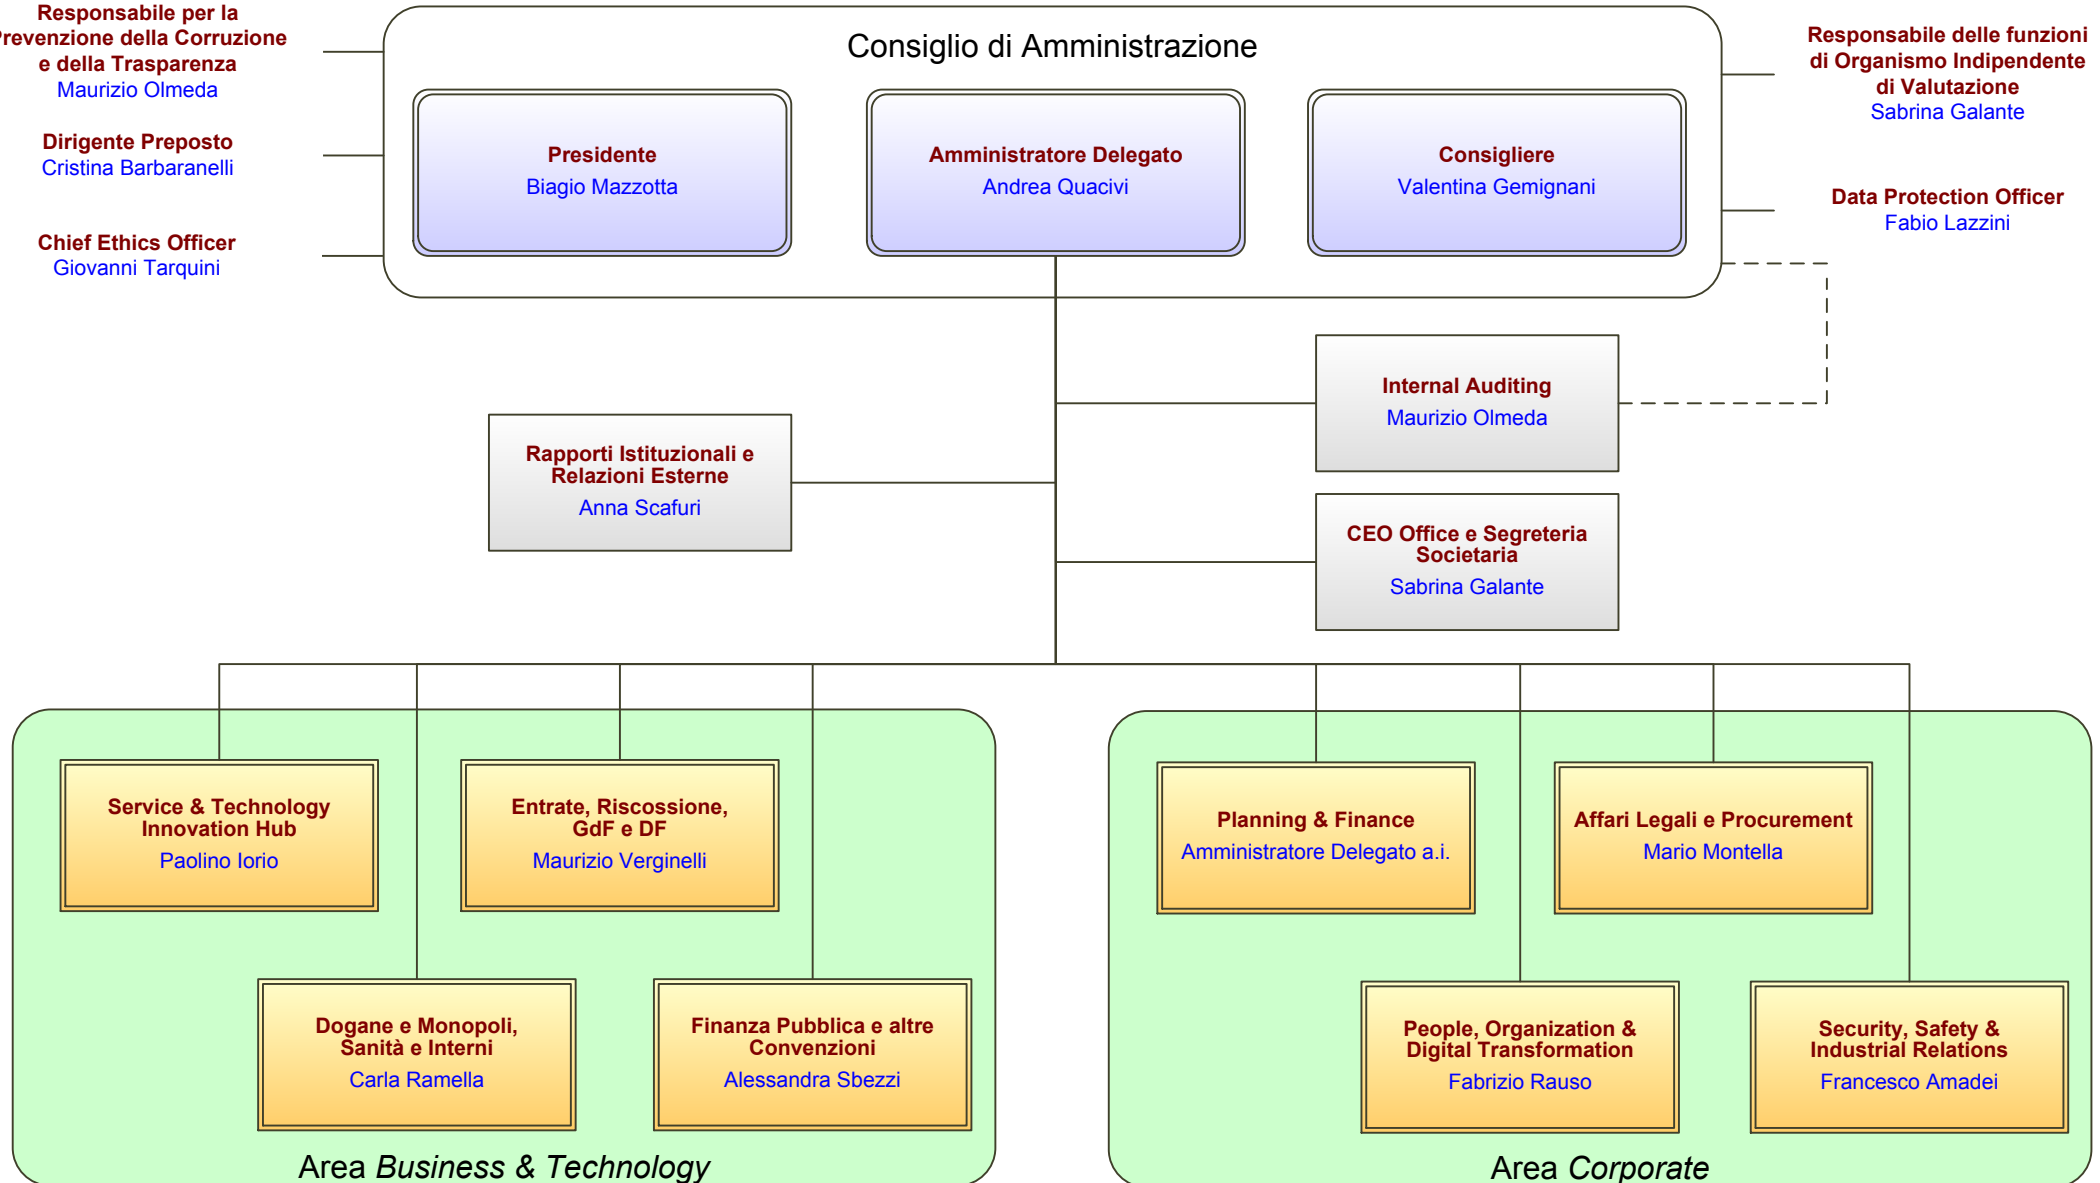 Responsabile per la
Prevenzione della Corruzione
e della Trasparenza
Maurizio Olmeda
Dirigente Preposto
Cristina Barbaranelli
Chief Ethics Officer
Giovanni Tarquini
Consiglio di Amministrazione
Presidente
Biagio Mazzotta
Amministratore Delegato
Andrea Quacivi
Consigliere
Valentina Gemignani
Responsabile delle funzioni
di Organismo Indipendente
di Valutazione
Sabrina Galante
Data Protection Officer
Fabio Lazzini
Internal Auditing
Maurizio Olmeda
Rapporti Istituzionali e
Relazioni Esterne
Anna Scafuri
CEO Office e Segreteria
Societaria
Sabrina Galante
Service & Technology
Innovation Hub
Paolino Iorio
Entrate, Riscossione,
GdF e DF
Maurizio Verginelli
Dogane e Monopoli,
Sanità e Interni
Carla Ramella
Finanza Pubblica e altre
Convenzioni
Alessandra Sbezzi
Area Business & Technology
Planning & Finance
Amministratore Delegato a.i.
Affari Legali e Procurement
Mario Montella
People, Organization &
Digital Transformation
Fabrizio Rauso
Security, Safety &
Industrial Relations
Francesco Amadei
Area Corporate